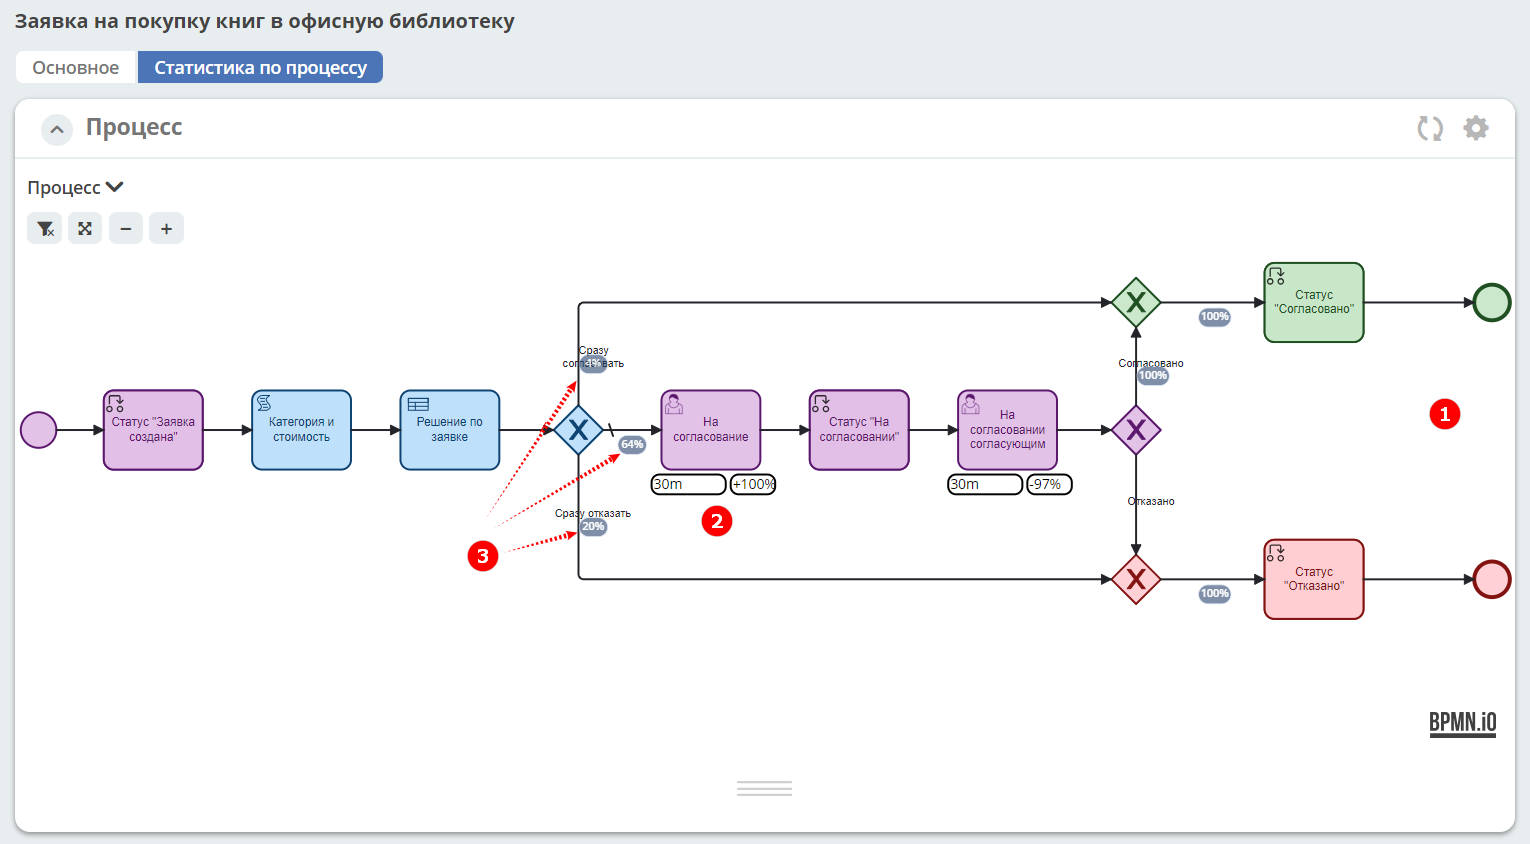 Заявка на покупку книг в офисную библиотеку
Основное
Статистика по процессу
Процесс
Процесс
Статус
"Согласовано"
100%
Сразу
согласовать
Согласовано
100%
1
Статус "Заявка
создана"
Категория и
стоимость
Решение по
заявке
64%
На
согласование
Статус "На
согласовании"
На
согласовании
согласующим
30m
+100%
30m
-97%
2
Отказано
Сразу отказать
20%
3
Статус
"Отказано"
100%
BPMN.iO